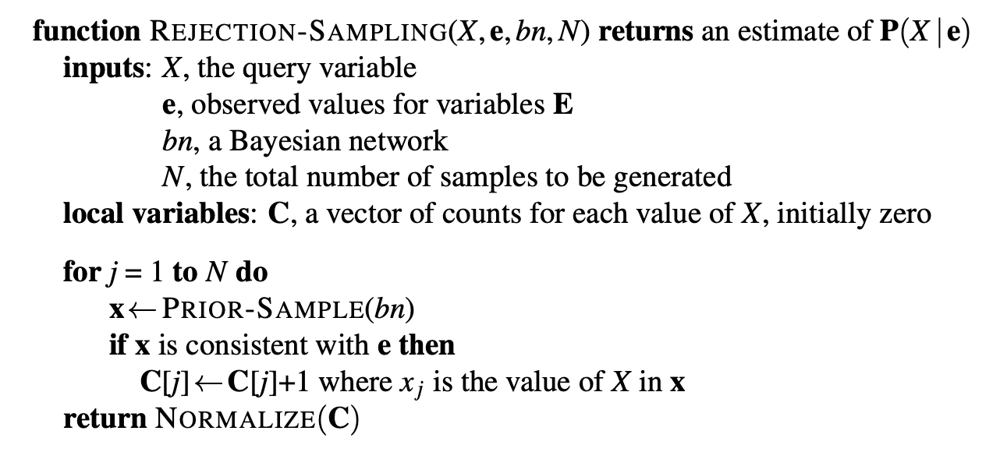 function REJECTION-SAMPLING(X, e, bn, N) returns an estimate of P(X | e)
inputs: X, the query variable
e, observed values for variables E
bn, a Bayesian network
N, the total number of samples to be generated
local variables: C, a vector of counts for each value of X, initially zero
for j = 1 to N do
x ← PRIOR-SAMPLE(bn)
if x is consistent with e then
C[j] ← C[j]+1 where xⱼ is the value of X in x
return NORMALIZE(C)